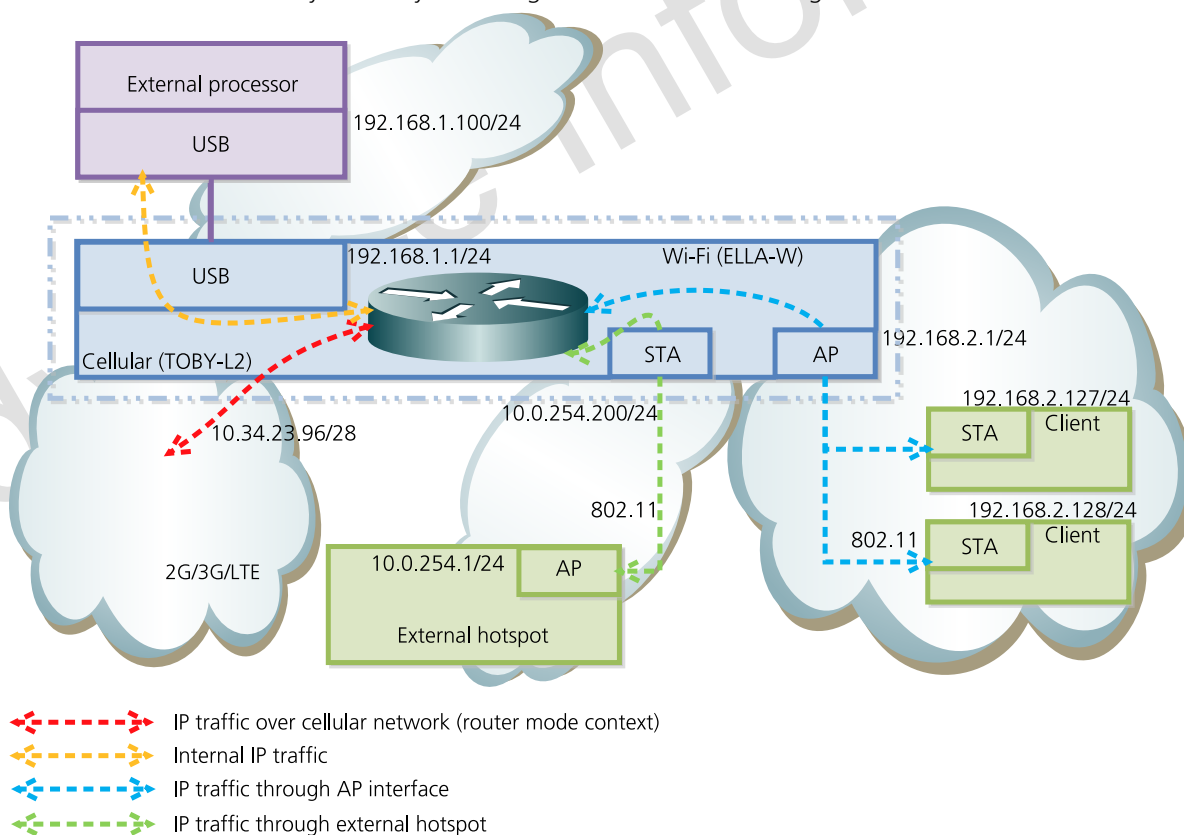 External processor
USB
192.168.1.100/24
USB
192.168.1.1/24
Wi-Fi (ELLA-W)
Cellular (TOBY-L2)
STA
AP
192.168.2.1/24
10.34.23.96/28
10.0.254.200/24
192.168.2.127/24
STA
Client
802.11
192.168.2.128/24
802.11
STA
Client
2G/3G/LTE
10.0.254.1/24
AP
External hotspot
IP traffic over cellular network (router mode context)
Internal IP traffic
IP traffic through AP interface
IP traffic through external hotspot